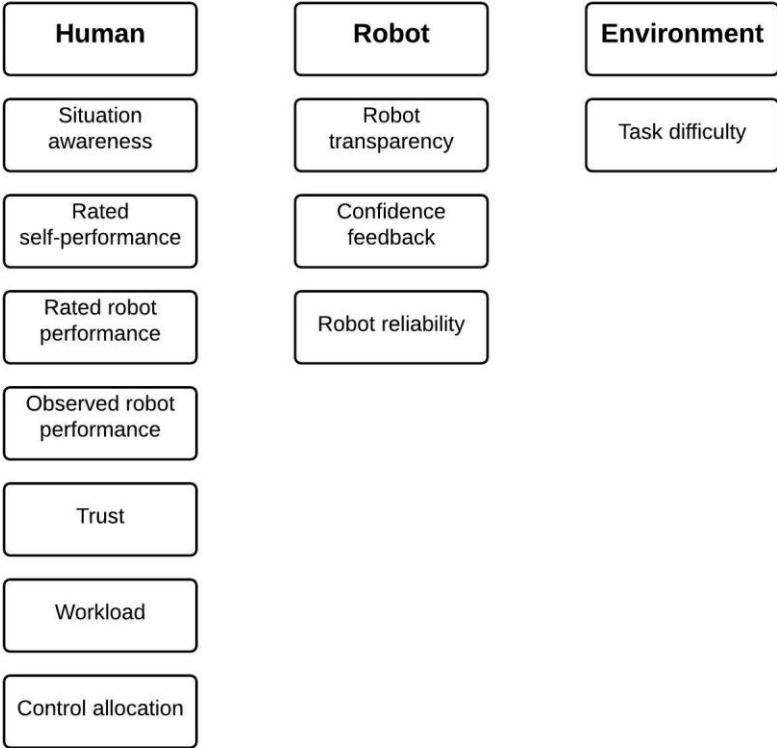 Human
Situation
awareness
Rated
self-performance
Rated robot
performance
Observed robot
performance
Trust
Workload
Control allocation
Robot
Robot
transparency
Confidence
feedback
Robot reliability
Environment
Task difficulty